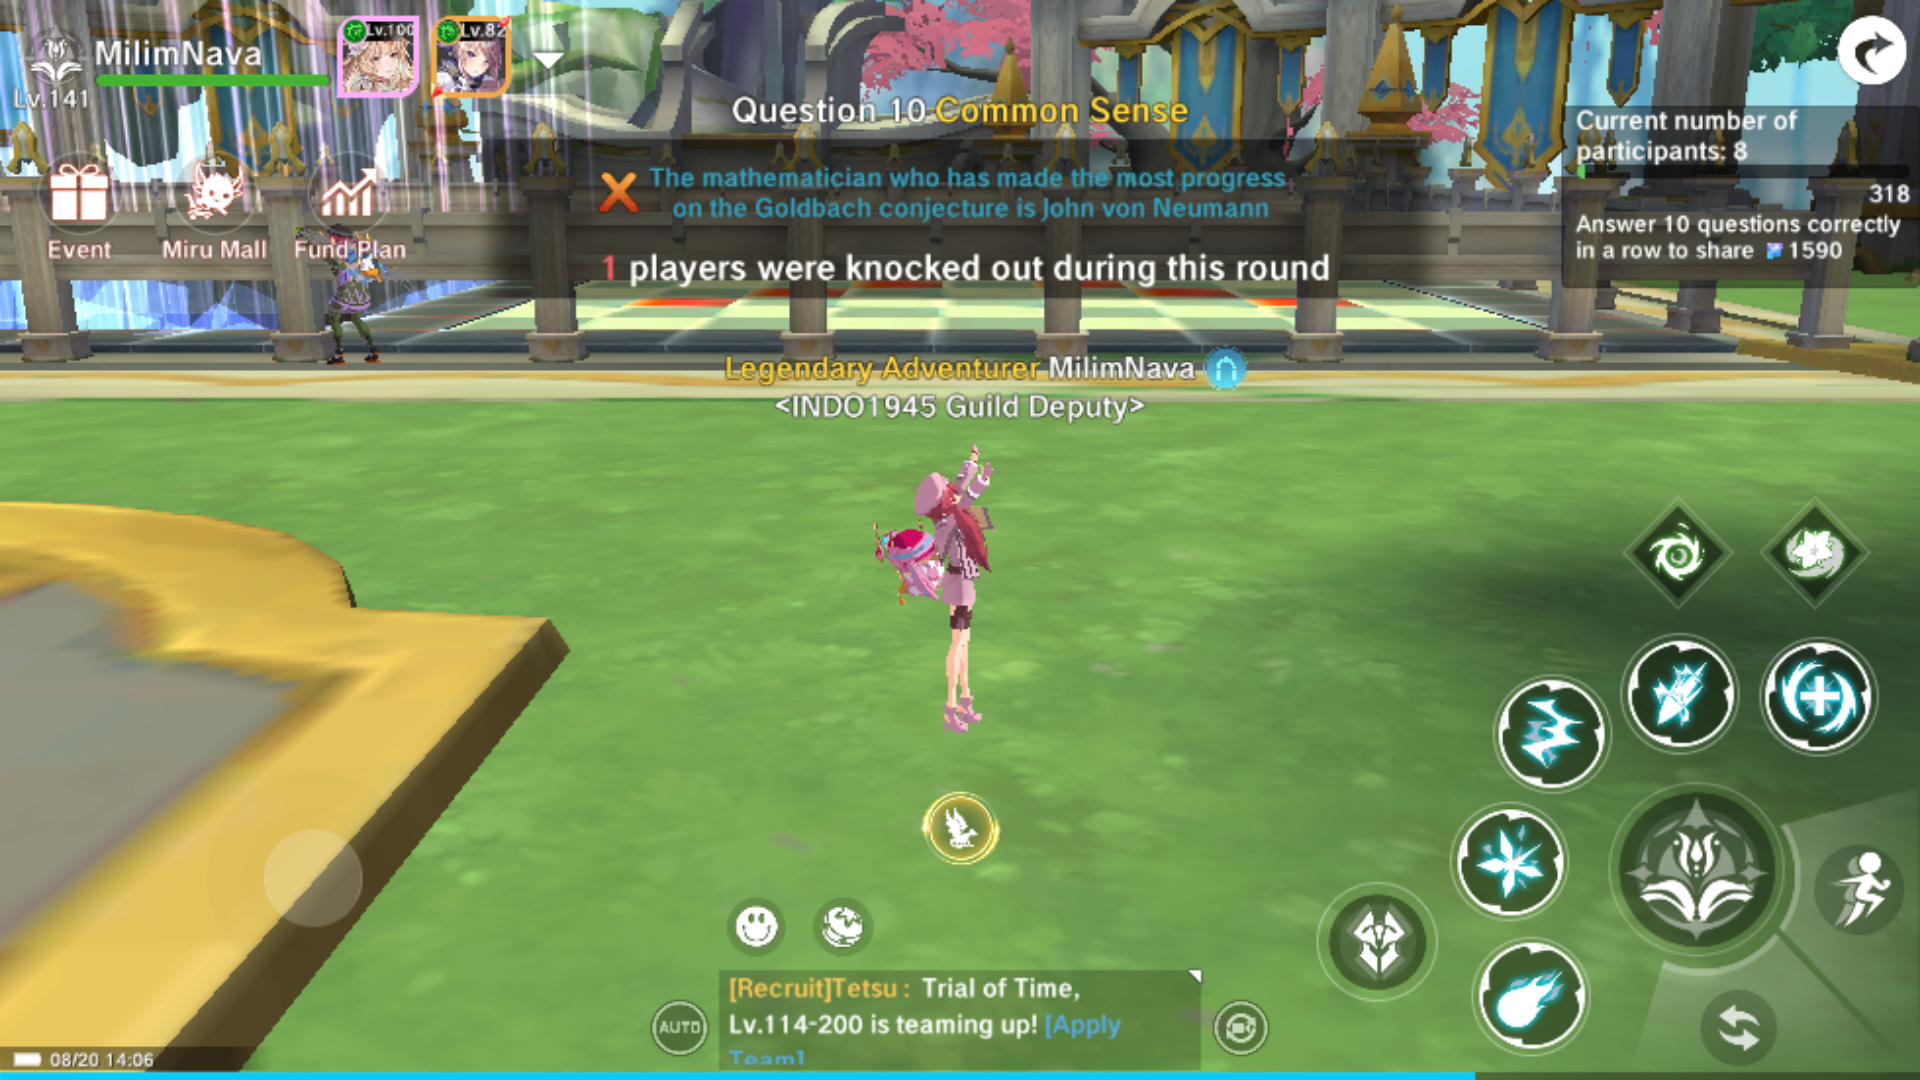 MilimNava
Lv.141
Lv.100
Lv.82
Question 10 Common Sense
The mathematician who has made the most progress
on the Goldbach conjecture is John von Neumann
1 players were knocked out during this round
Current number of
participants: 8
318
Answer 10 questions correctly
in a row to share 1590
Event
Miru Mall
Fund Plan
Legendary Adventurer MilimNava
<INDO1945 Guild Deputy>
AUTO
[Recruit]Tetsu : Trial of Time,
Lv.114-200 is teaming up! [Apply
Team]
08/20 14:06